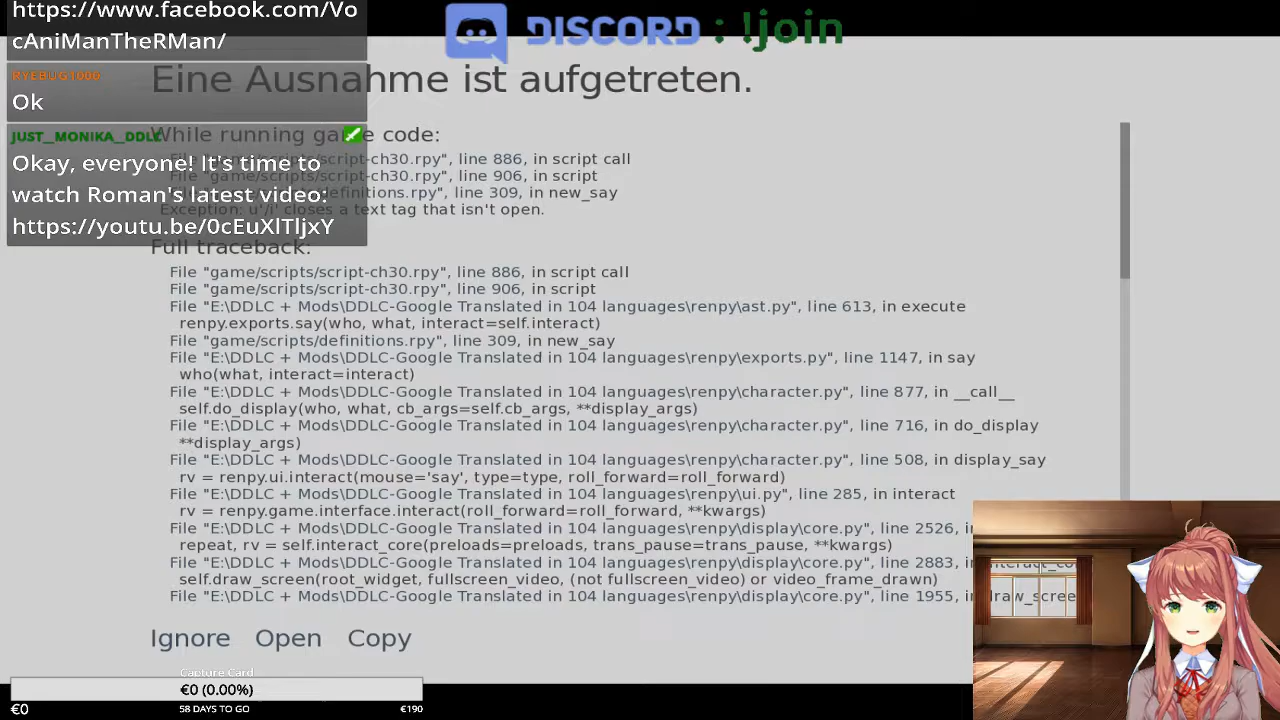 https://www.facebook.com/Vo
cAniManTheRMan/
RYEBUG1000
Ok
JUST_MONIKA_DDLC
Okay, everyone! It's time to
watch Roman's latest video:
https://youtu.be/0cEuXlTljxY
DISCORD : !join
Eine Ausnahme ist aufgetreten.
While running game code:
File "game/scripts/script-ch30.rpy", line 886, in script call
File "game/scripts/script-ch30.rpy", line 906, in script
File "game/scripts/definitions.rpy", line 309, in new_say
Exception: u'/i' closes a text tag that isn't open.
Full traceback:
File "game/scripts/script-ch30.rpy", line 886, in script call
File "game/scripts/script-ch30.rpy", line 906, in script
File "E:\DDLC + Mods\DDLC-Google Translated in 104 languages\renpy\ast.py", line 613, in execute
renpy.exports.say(who, what, interact=self.interact)
File "game/scripts/definitions.rpy", line 309, in new_say
File "E:\DDLC + Mods\DDLC-Google Translated in 104 languages\renpy\exports.py", line 1147, in say
who(what, interact=interact)
File "E:\DDLC + Mods\DDLC-Google Translated in 104 languages\renpy\character.py", line 877, in __call__
self.do_display(who, what, cb_args=self.cb_args, **display_args)
File "E:\DDLC + Mods\DDLC-Google Translated in 104 languages\renpy\character.py", line 716, in do_display
**display_args)
File "E:\DDLC + Mods\DDLC-Google Translated in 104 languages\renpy\character.py", line 508, in display_say
rv = renpy.ui.interact(mouse='say', type=type, roll_forward=roll_forward)
File "E:\DDLC + Mods\DDLC-Google Translated in 104 languages\renpy\ui.py", line 285, in interact
rv = renpy.game.interface.interact(roll_forward=roll_forward, **kwargs)
File "E:\DDLC + Mods\DDLC-Google Translated in 104 languages\renpy\display\core.py", line 2526, in
repeat, rv = self.interact_core(preloads=preloads, trans_pause=trans_pause, **kwargs)
File "E:\DDLC + Mods\DDLC-Google Translated in 104 languages\renpy\display\core.py", line 2883, in interact_co
self.draw_screen(root_widget, fullscreen_video, (not fullscreen_video) or video_frame_drawn)
File "E:\DDLC + Mods\DDLC-Google Translated in 104 languages\renpy\display\core.py", line 1955, in draw_scree
Ignore Open Copy
Capture Card
€0 (0.00%)
€0 58 DAYS TO GO €190